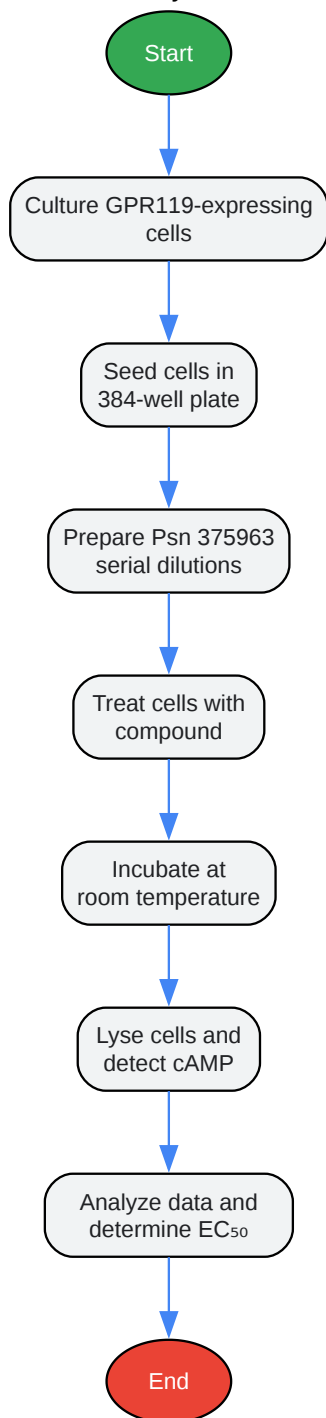 Start
Culture GPR119-expressing
cells
Seed cells in
384-well plate
Prepare Psn 375963
serial dilutions
Treat cells with
compound
Incubate at
room temperature
Lyse cells and
detect cAMP
Analyze data and
determine EC₅₀
End